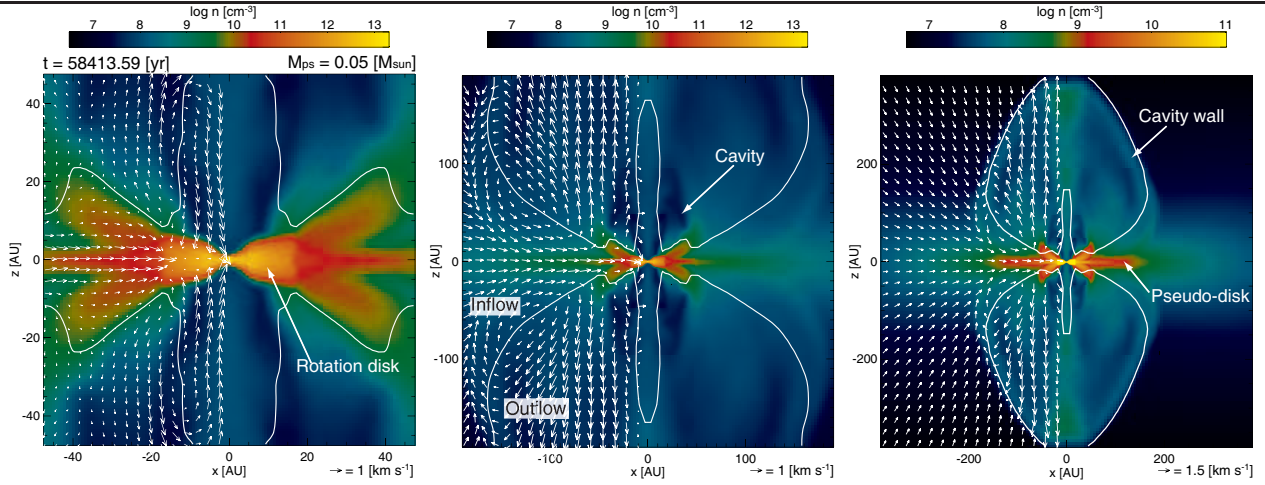 log n [cm⁻³]
7 8 9 10 11 12 13
t = 58413.59 [yr] Mps = 0.05 [Msun]
z [AU]
40
20
0
-20
-40
Rotation disk
-40 -20 0 20 40
x [AU]
→ = 1 [km s⁻¹]
log n [cm⁻³]
7 8 9 10 11 12 13
z [AU]
100
0
-100
Cavity
Inflow
Outflow
-100 0 100
x [AU]
→ = 1 [km s⁻¹]
log n [cm⁻³]
7 8 9 10 11
z [AU]
200
0
-200
Cavity wall
Pseudo-disk
-200 0 200
x [AU]
→ = 1.5 [km s⁻¹]